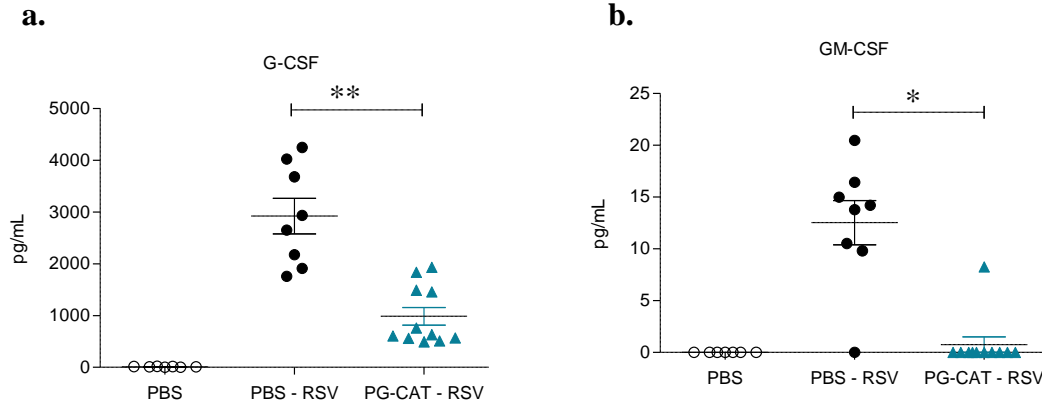 a.
G-CSF
**
5000
4000
3000
2000
1000
0
pg/mL
PBS
PBS - RSV
PG-CAT - RSV
b.
GM-CSF
*
25
20
15
10
5
0
pg/mL
PBS
PBS - RSV
PG-CAT - RSV